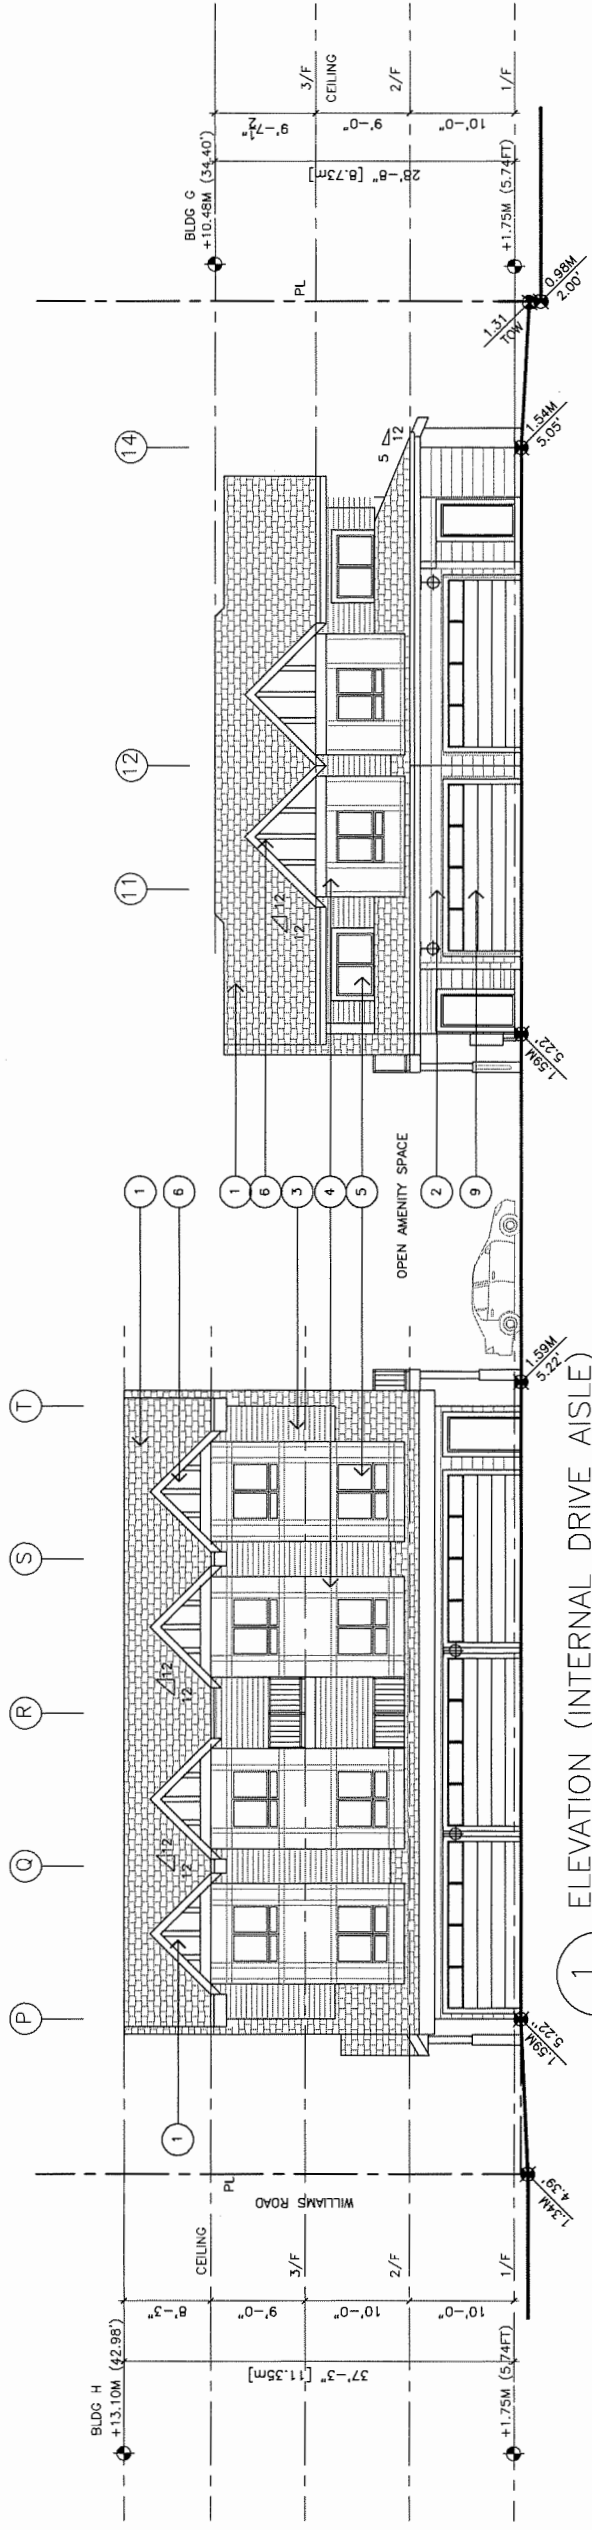 P
Q
R
S
T
11
12
14
BLDG H
+13.10M (42.98')
8'-3"
CEILING
9'-0"
3/F
10'-0"
2/F
10'-0"
1/F
37'-3" [11.35m]
+1.75M (5.74FT)
PL
WILLIAMS ROAD
1.34M
4.39'
1.59M
5.22"
1
12
12
12
12
1
6
1
6
3
4
5
2
9
OPEN AMENITY SPACE
1.59M
5.22'
1.59M
5.22'
12
12
5
12
1.54M
5.05'
1.31
TOW
0.98M
2.00'
PL
BLDG G
+10.48M (34.40')
9'-7½"
3/F
CEILING
9'-0"
2/F
10'-0"
1/F
28'-8" [8.73m]
+1.75M (5.74FT)
1
ELEVATION (INTERNAL DRIVE AISLE)